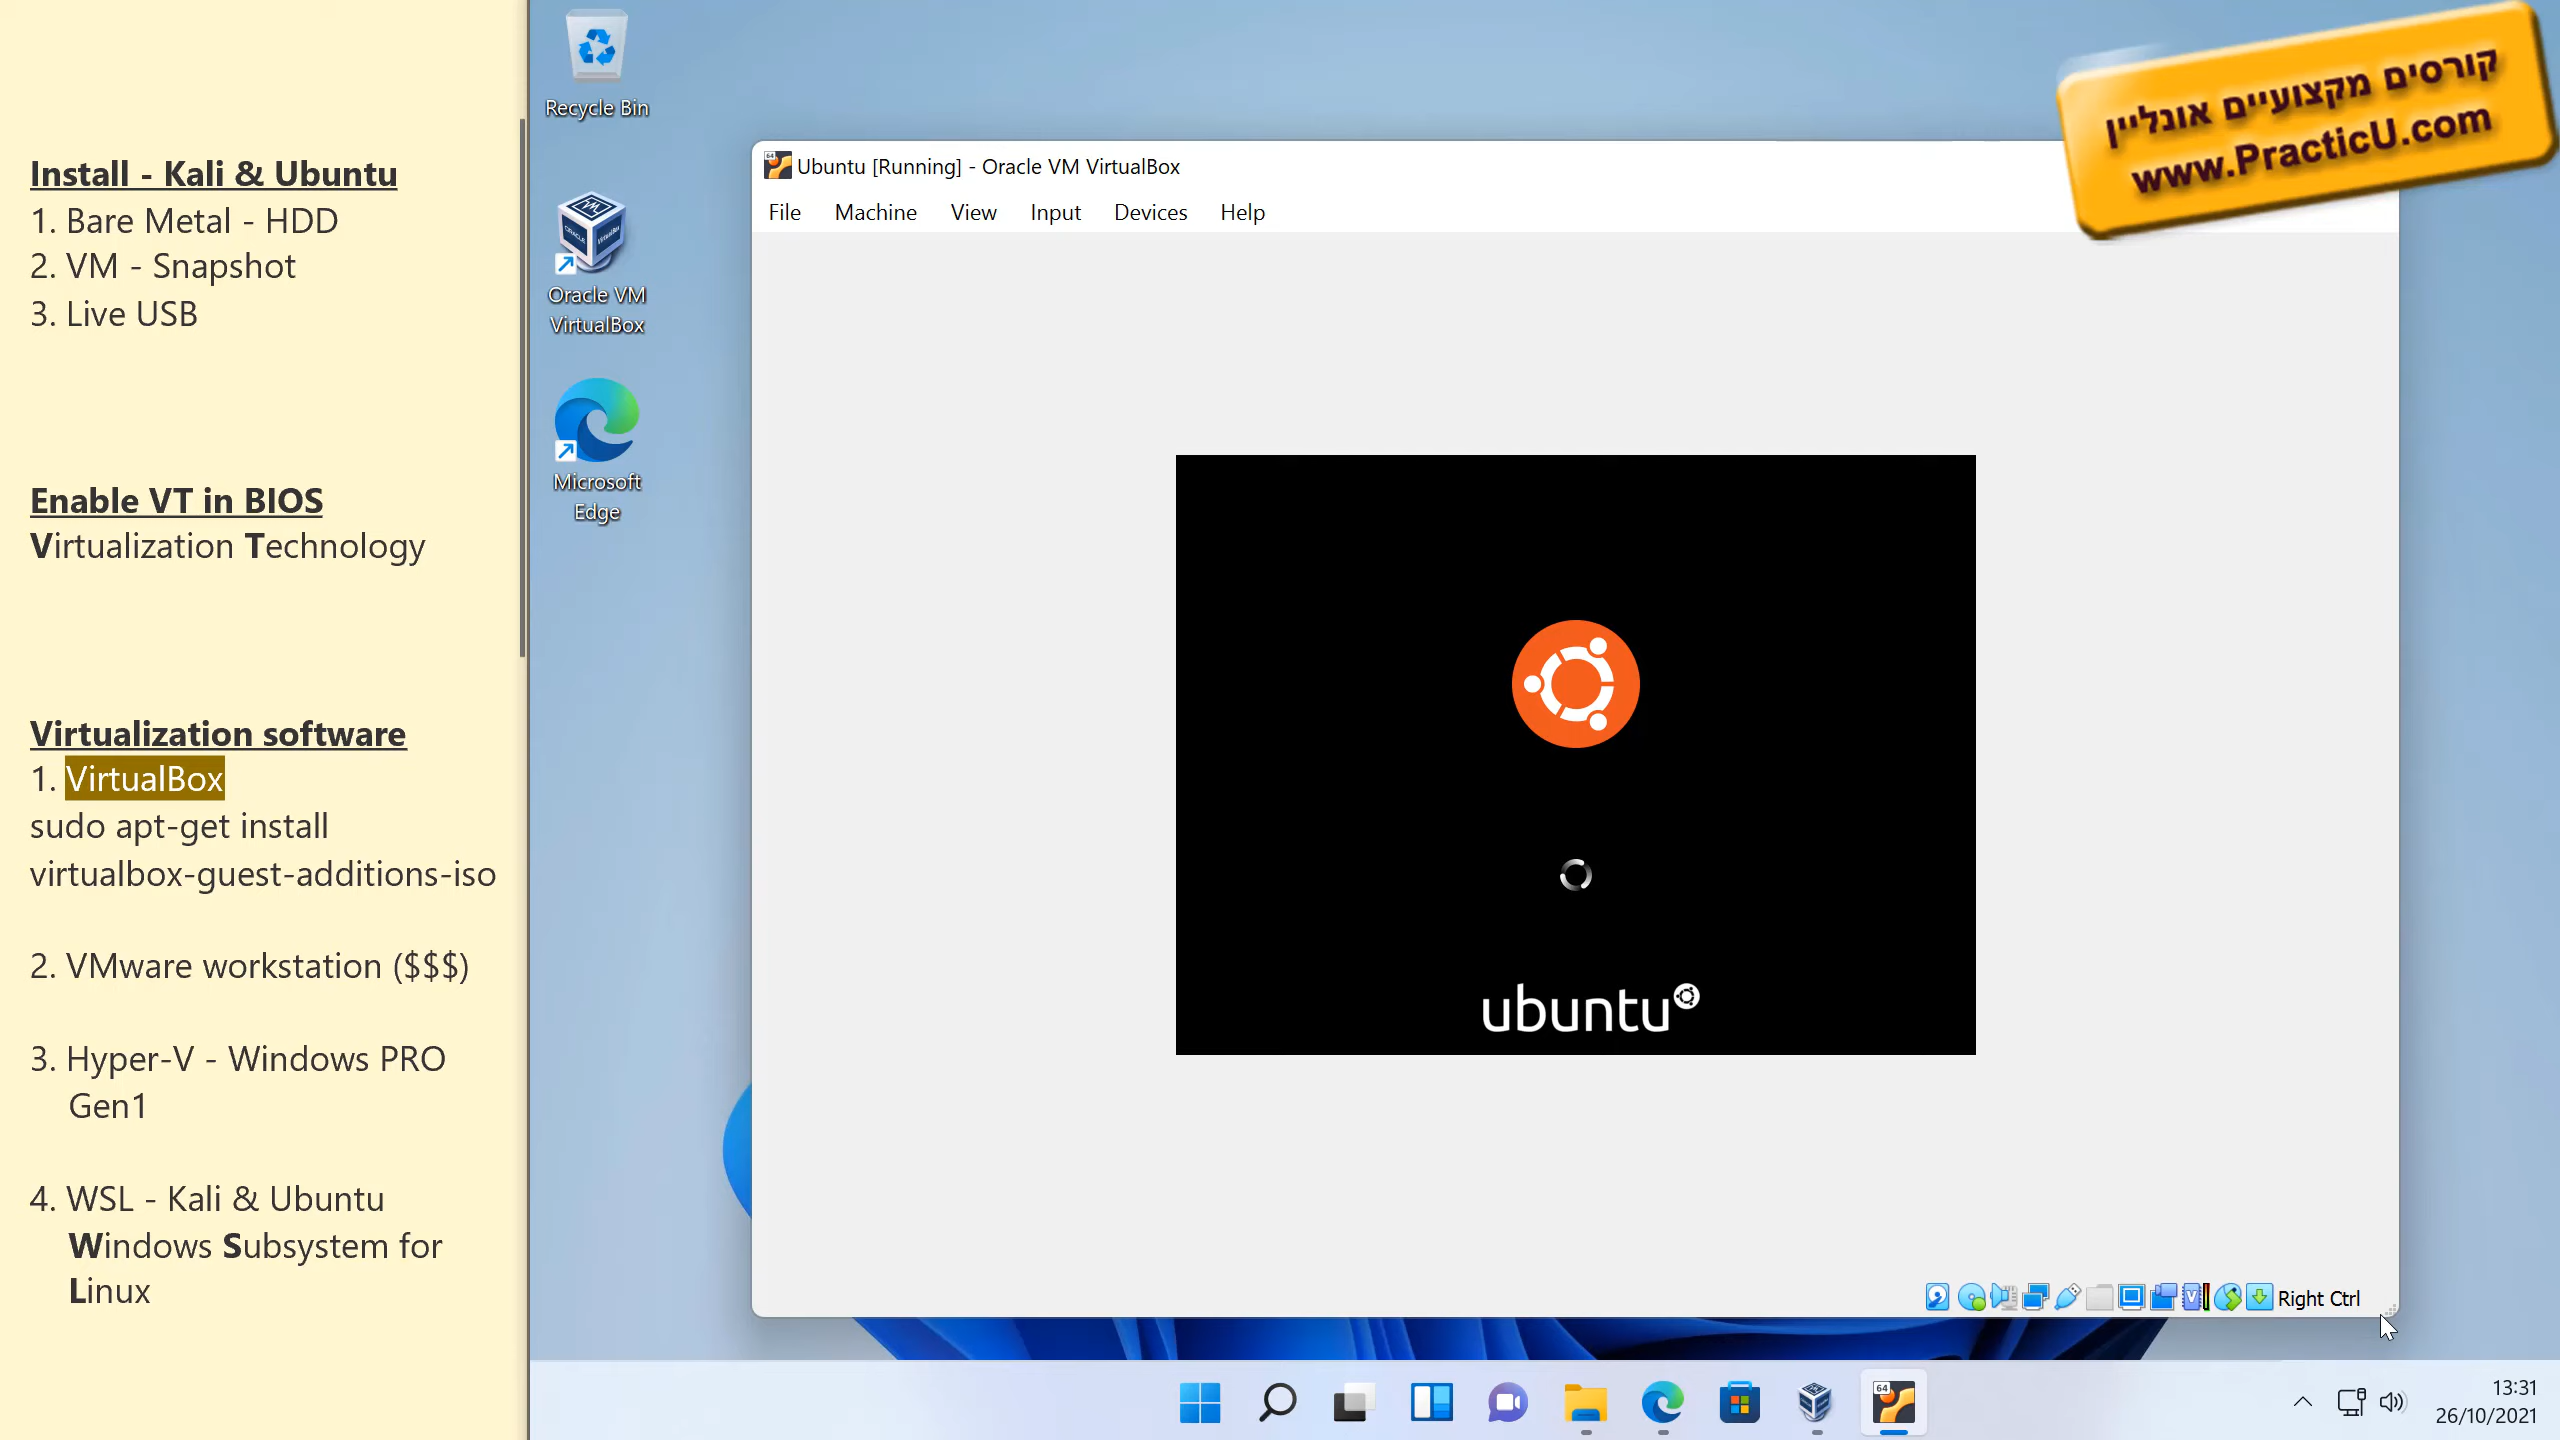 Install - Kali & Ubuntu
1. Bare Metal - HDD
2. VM - Snapshot
3. Live USB
Enable VT in BIOS
Virtualization Technology
Virtualization software
1. VirtualBox
sudo apt-get install
virtualbox-guest-additions-iso
2. VMware workstation ($$$)
3. Hyper-V - Windows PRO
Gen1
4. WSL - Kali & Ubuntu
Windows Subsystem for
Linux
Recycle Bin
Oracle VM
VirtualBox
Microsoft
Edge
קורסים מקצועיים אונליין
www.PracticU.com
Ubuntu [Running] - Oracle VM VirtualBox
File Machine View Input Devices Help
ubuntu
Right Ctrl
64
13:31
26/10/2021